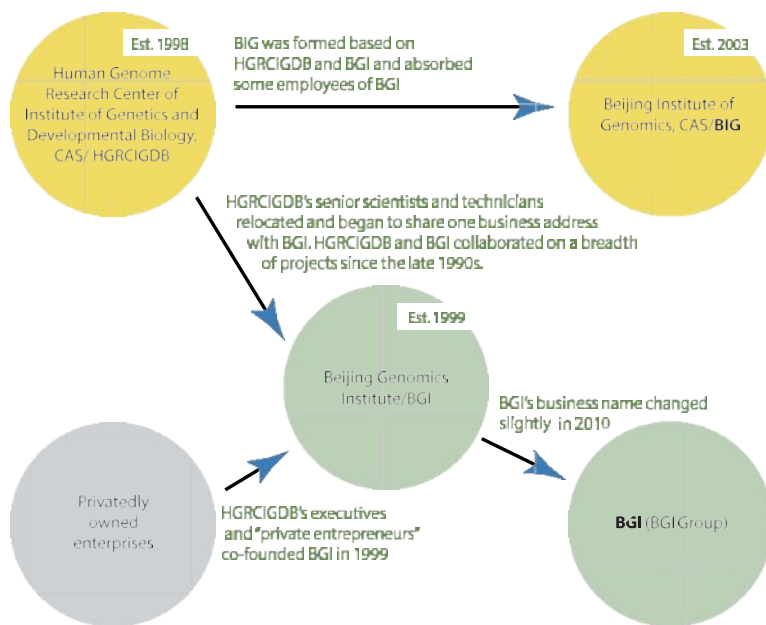 Est. 1998
Human Genome
Research Center of
Institute of Genetics and
Developmental Biology,
CAS/ HGRCIGDB
BIG was formed based on
HGRCIGDB and BGI and absorbed
some employees of BGI
Est. 2003
Beijing Institute of
Genomics, CAS/BIG
HGRCIGDB's senior scientists and technicians
relocated and began to share one business address
with BGI. HGRCIGDB and BGI collaborated on a breadth
of projects since the late 1990s.
Est. 1999
Beijing Genomics
Institute/BGI
BGI's business name changed
slightly in 2010
Privatedly
owned
enterprises
HGRCIGDB's executives
and "private entrepreneurs"
co-founded BGI in 1999
BGI (BGI Group)